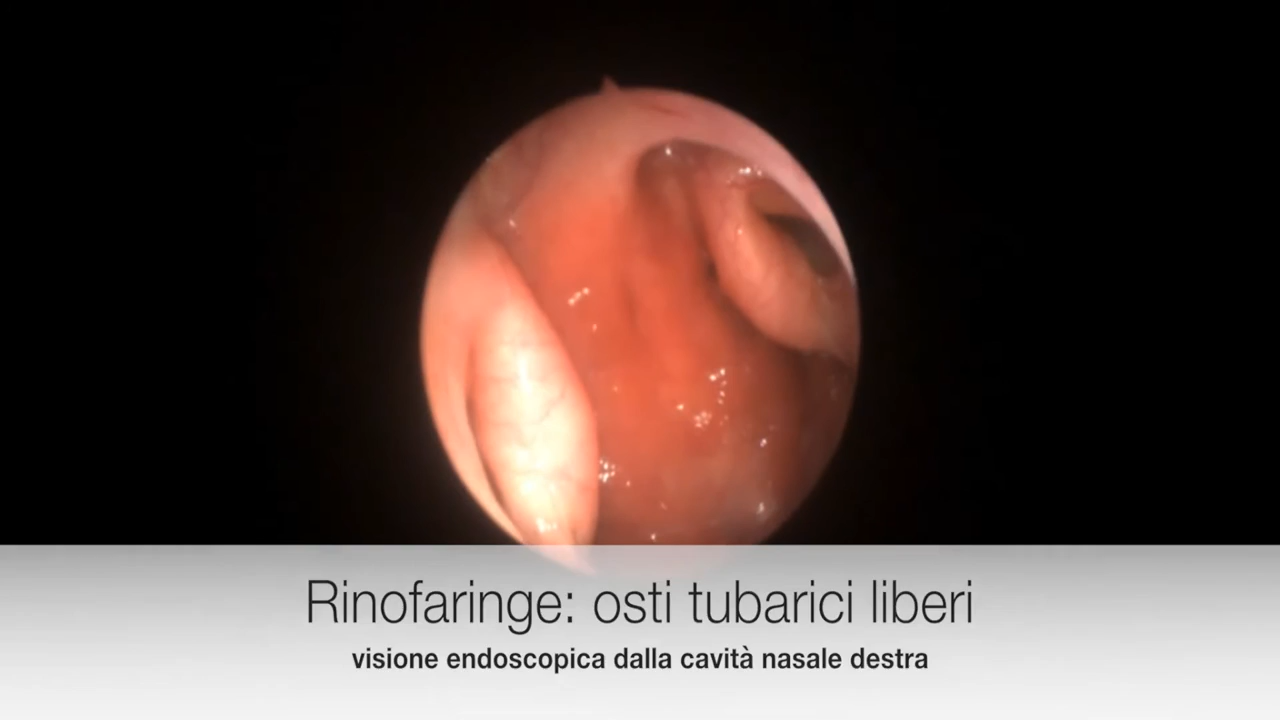 Rinofaringe: osti tubarici liberi
visione endoscopica dalla cavità nasale destra